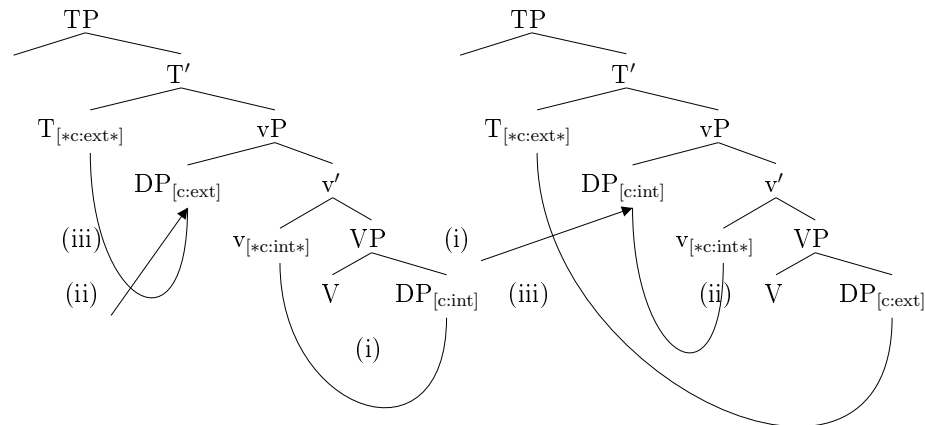 TP TP
T′ T′
T[∗c:ext∗] vP T[∗c:ext∗] vP
DP[c:ext] v′ DP[c:int] v′
(iii) v[∗c:int∗] VP (i) v[∗c:int∗] VP
(ii) V DP[c:int] (iii) (ii) V DP[c:ext]
(i)